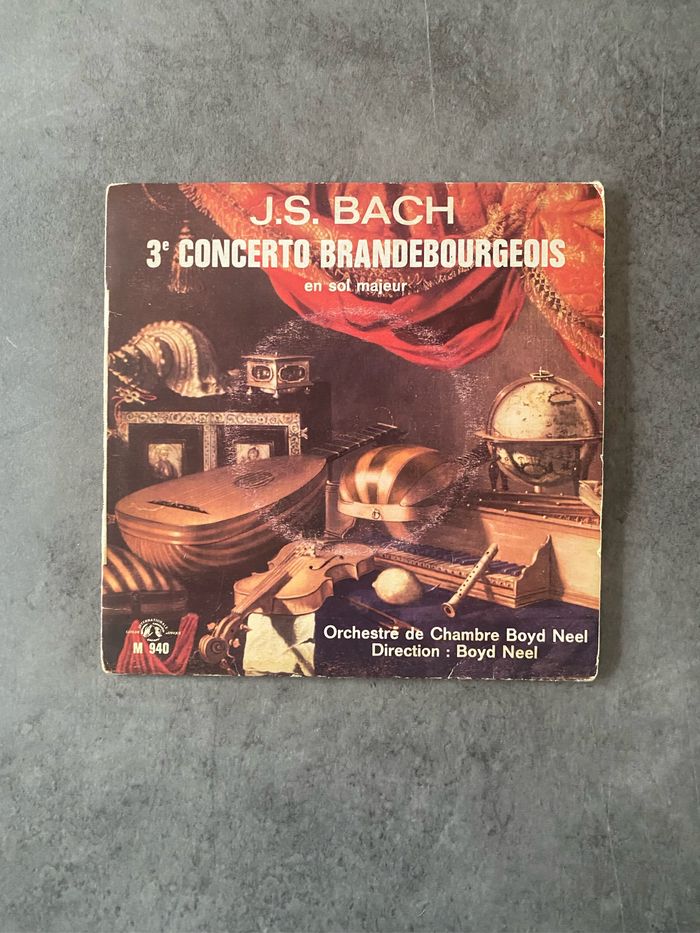 J.S. BACH
3e CONCERTO BRANDEBOURGEOIS
en sol majeur
Orchestre de Chambre Boyd Neel
Direction : Boyd Neel
M 940